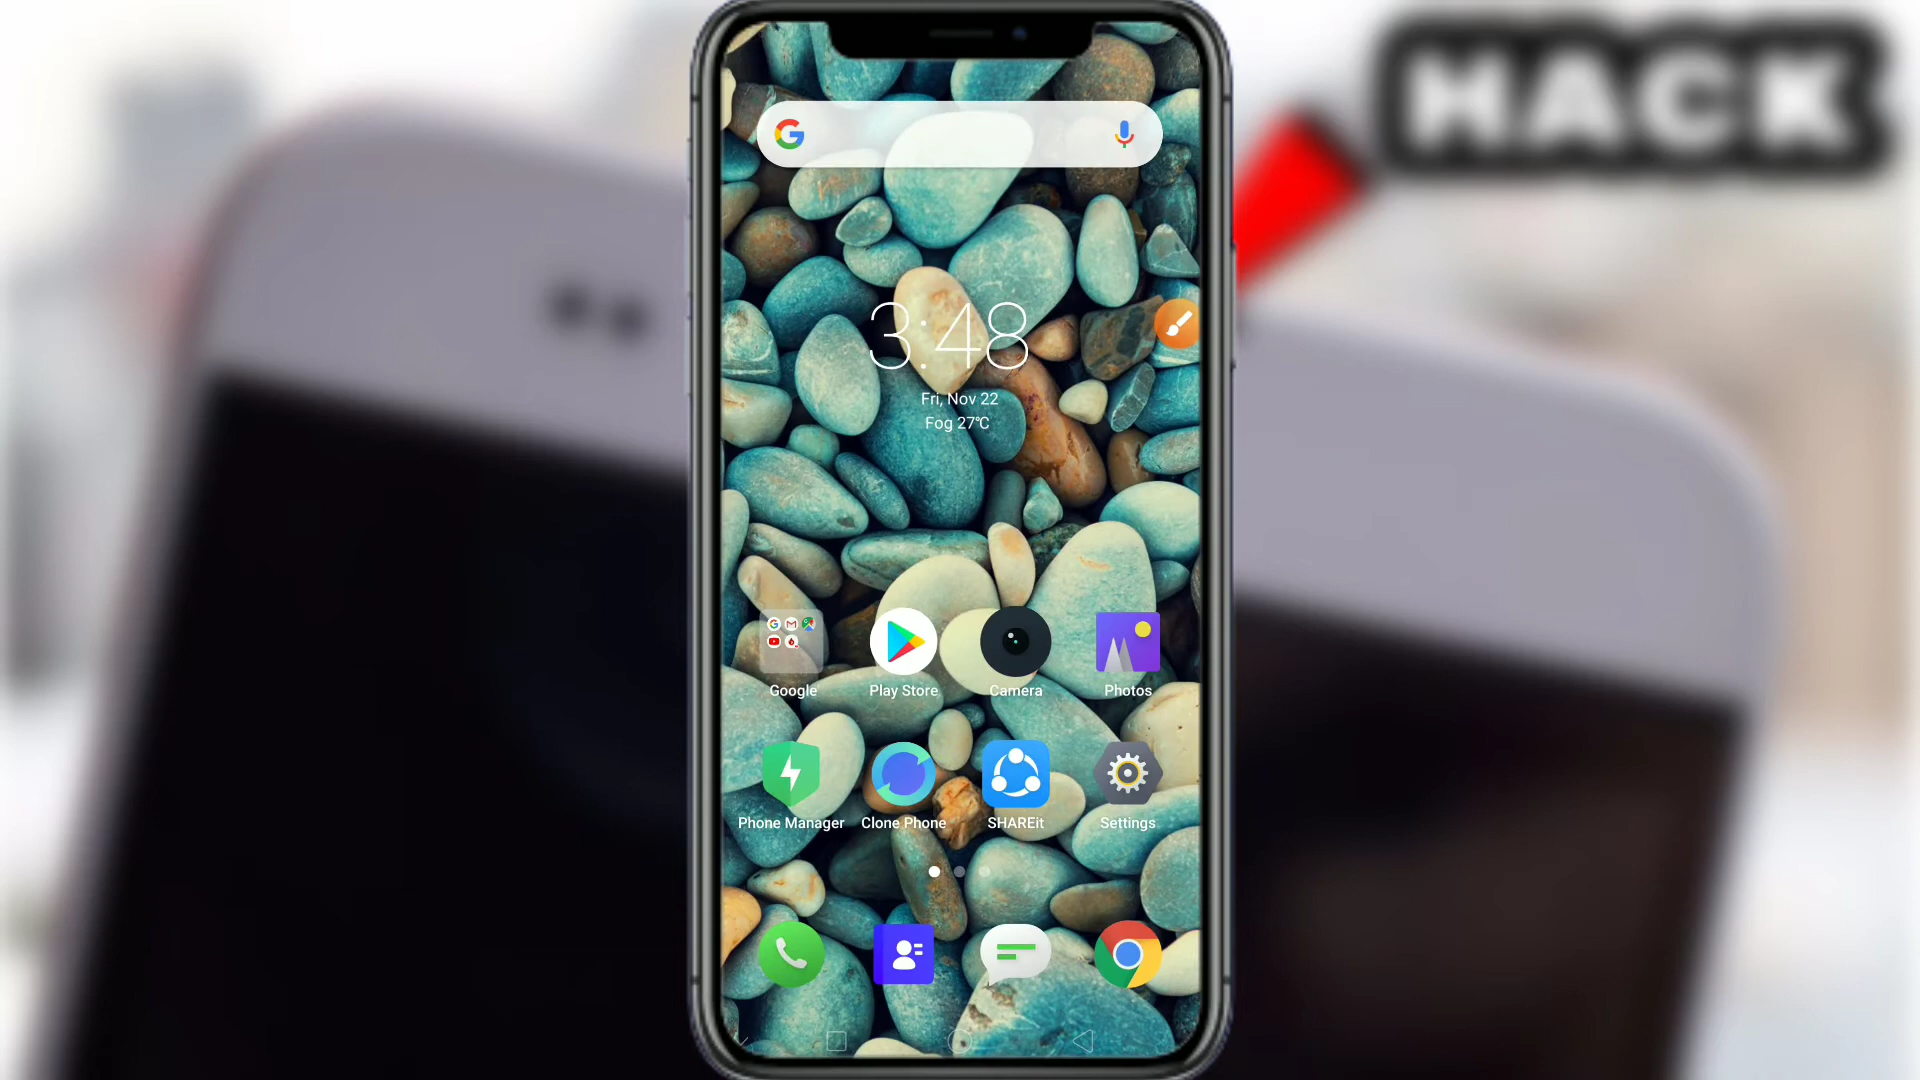 HACK
3:48
Fri, Nov 22
Fog 27℃
Google
Play Store
Camera
Photos
Phone Manager
Clone Phone
SHAREit
Settings